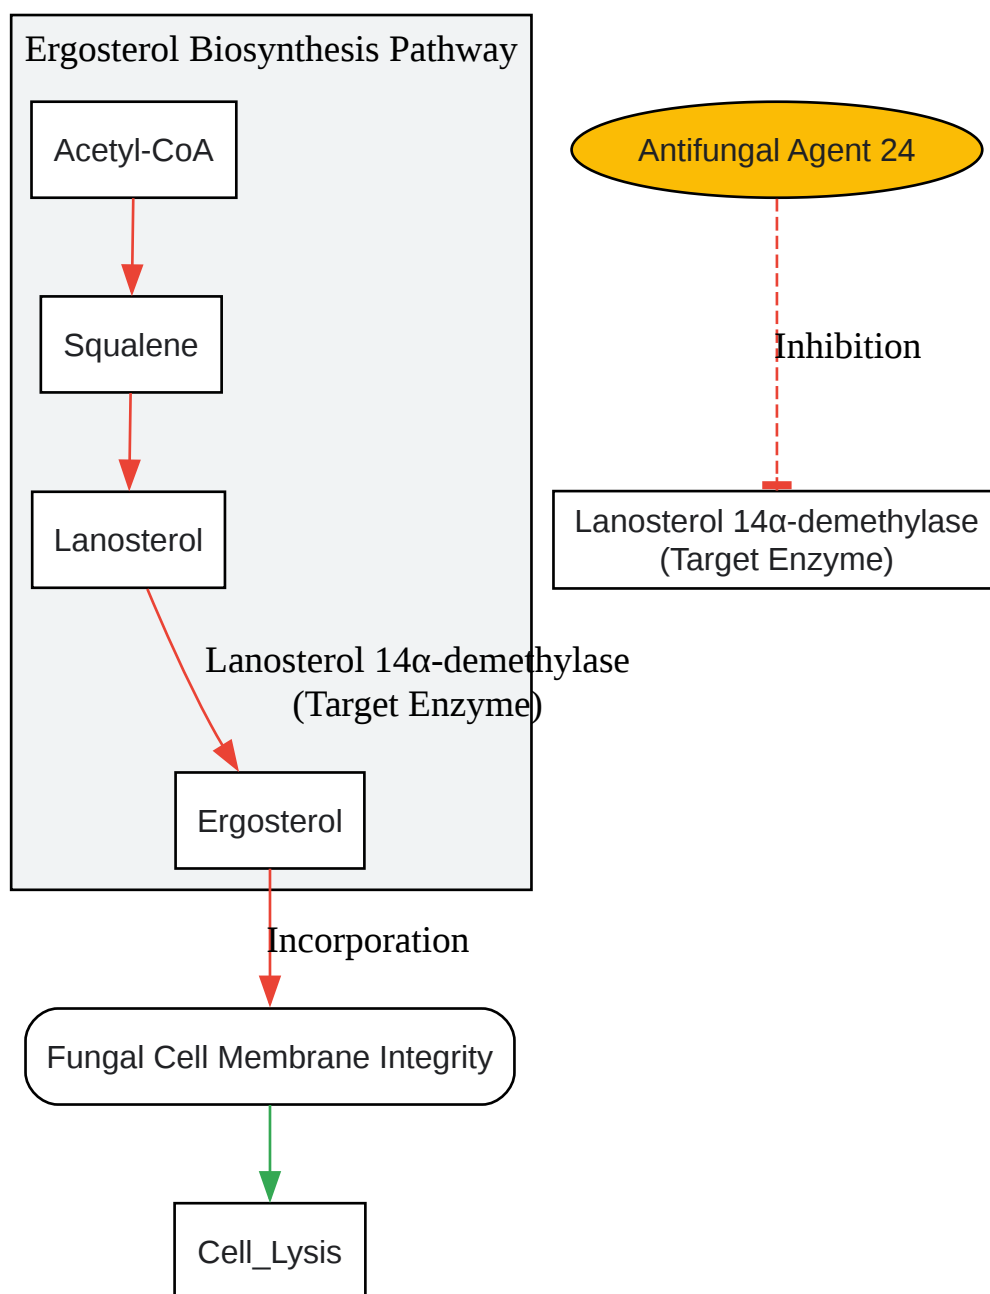 Ergosterol Biosynthesis Pathway
Acetyl-CoA
Antifungal Agent 24
Squalene
Inhibition
Lanosterol
Lanosterol 14α-demethylase
(Target Enzyme)
Lanosterol 14α-demethylase
(Target Enzyme)
Ergosterol
Incorporation
Fungal Cell Membrane Integrity
Cell_Lysis